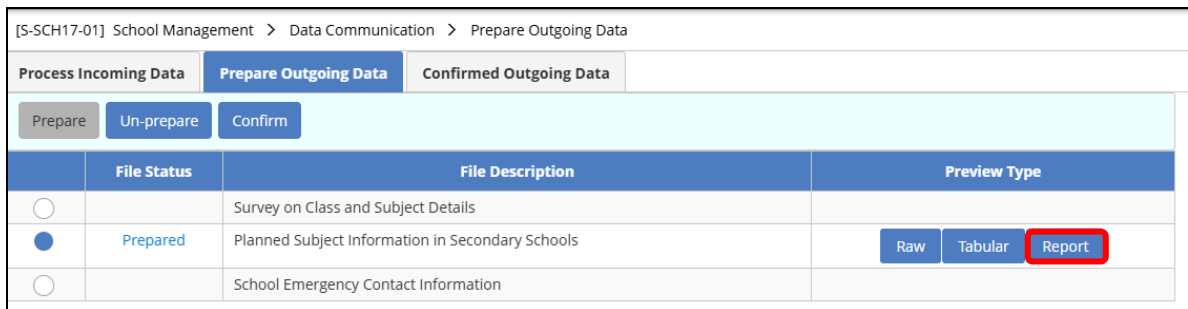 [S-SCH17-01] School Management > Data Communication > Prepare Outgoing Data
Process Incoming Data Prepare Outgoing Data Confirmed Outgoing Data
Prepare Un-prepare Confirm
File Status File Description Preview Type
Survey on Class and Subject Details
Prepared Planned Subject Information in Secondary Schools Raw Tabular Report
School Emergency Contact Information